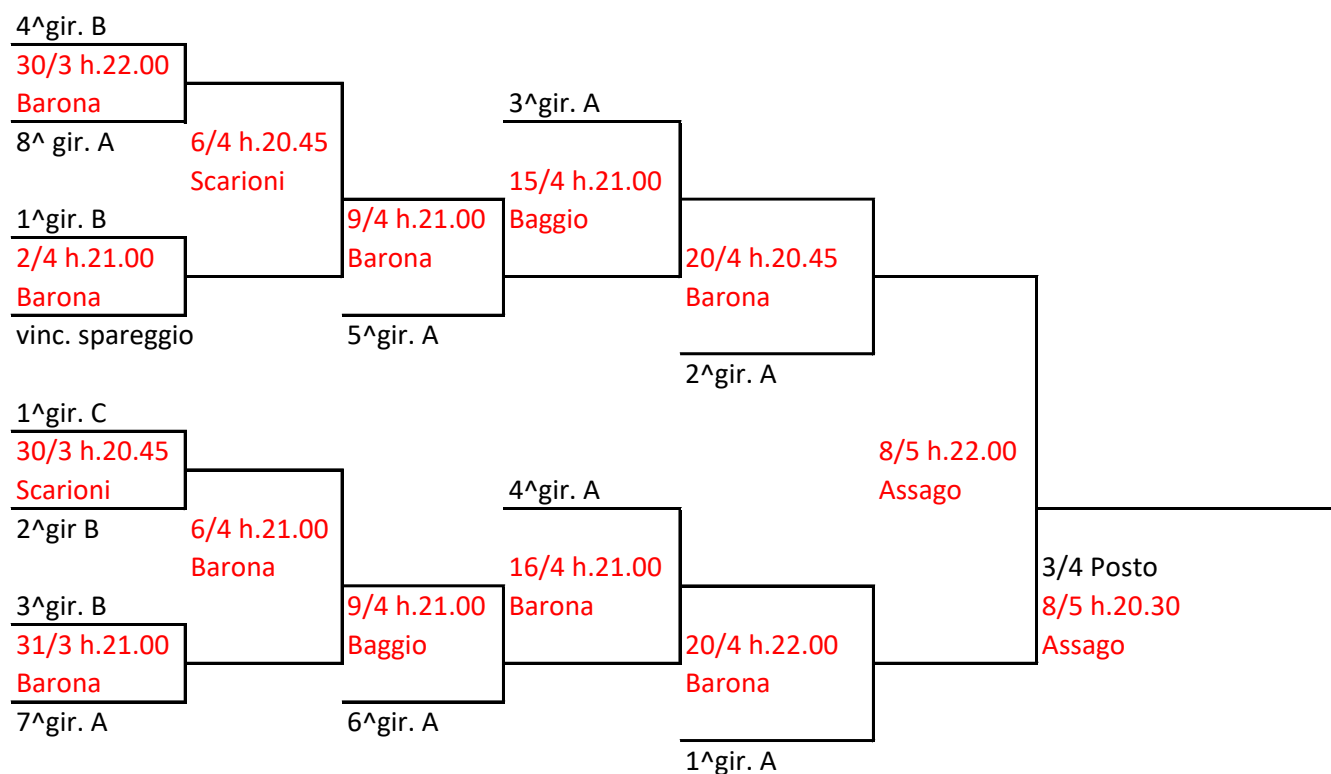 4^gir. B
30/3 h.22.00
Barona
8^ gir. A
6/4 h.20.45
Scarioni
1^gir. B
2/4 h.21.00
Barona
vinc. spareggio
9/4 h.21.00
Barona
5^gir. A
3^gir. A
15/4 h.21.00
Baggio
20/4 h.20.45
Barona
2^gir. A
1^gir. C
30/3 h.20.45
Scarioni
2^gir B
6/4 h.21.00
Barona
3^gir. B
31/3 h.21.00
Barona
7^gir. A
9/4 h.21.00
Baggio
6^gir. A
4^gir. A
16/4 h.21.00
Barona
20/4 h.22.00
Barona
1^gir. A
8/5 h.22.00
Assago
3/4 Posto
8/5 h.20.30
Assago